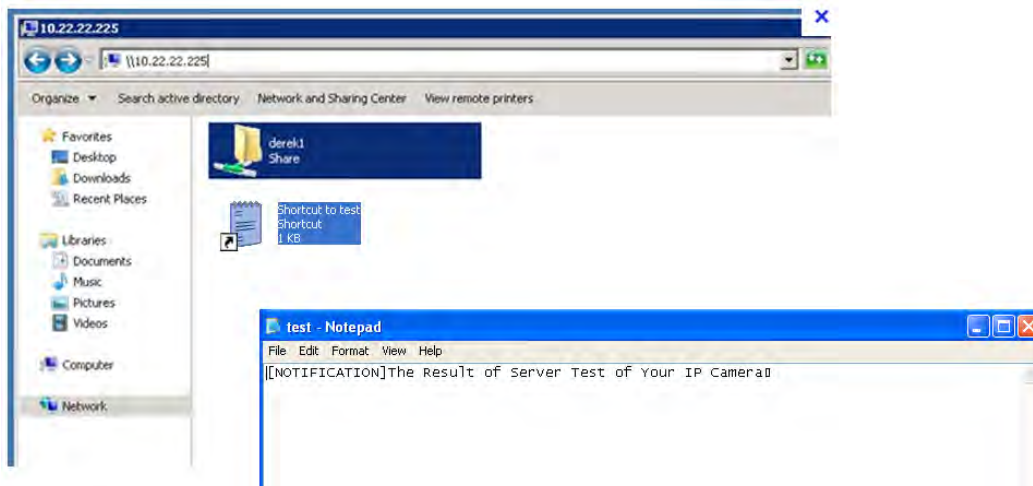 10.22.22.225
\\10.22.22.225
Organize Search active directory Network and Sharing Center View remote printers
Favorites
Desktop
Downloads
Recent Places
Libraries
Documents
Music
Pictures
Videos
Computer
Network
derek1
Share
Shortcut to test
Shortcut
1 KB
test - Notepad
File Edit Format View Help
[NOTIFICATION]The Result of Server Test of Your IP Camera▯